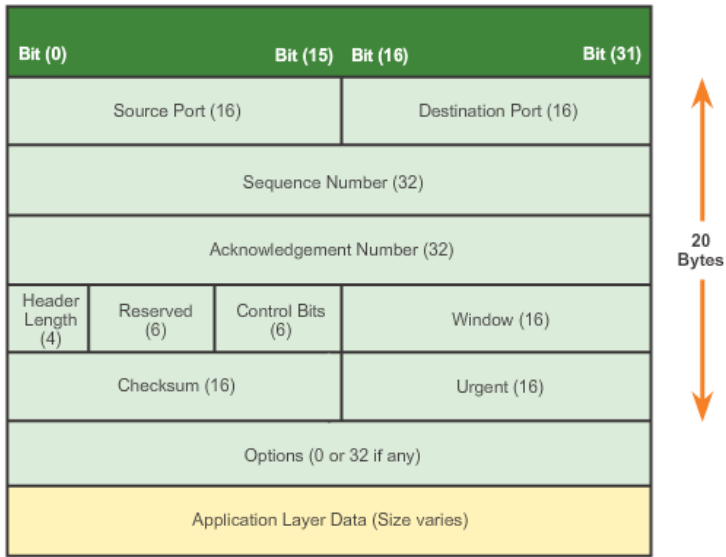 Bit (0) Bit (15) Bit (16) Bit (31)
Source Port (16) Destination Port (16)
Sequence Number (32)
Acknowledgement Number (32)
20
Bytes
Header
Length
(4)
Reserved
(6)
Control Bits
(6)
Window (16)
Checksum (16) Urgent (16)
Options (0 or 32 if any)
Application Layer Data (Size varies)